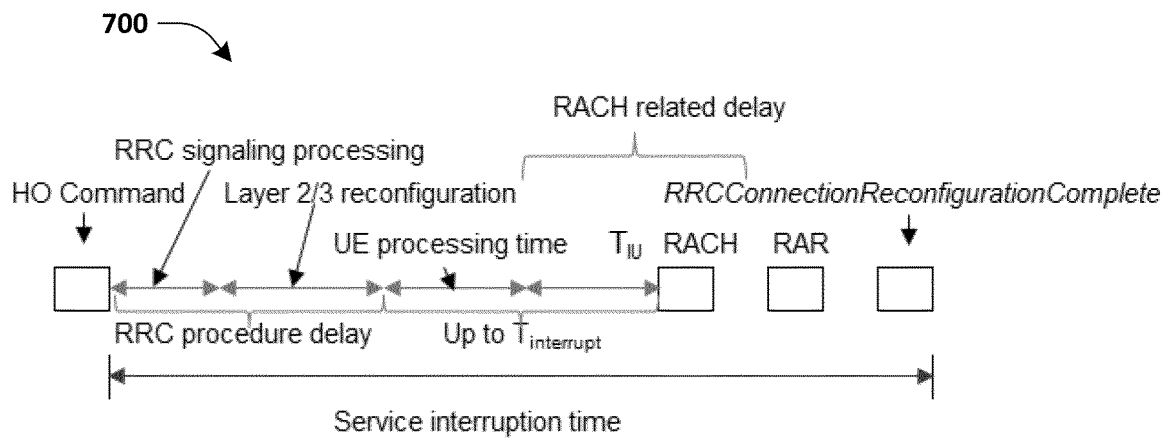 700
RACH related delay
RRC signaling processing
HO Command
Layer 2/3 reconfiguration
RRCConnectionReconfigurationComplete
UE processing time
T_IU
RACH
RAR
RRC procedure delay
Up to T_interrupt
Service interruption time